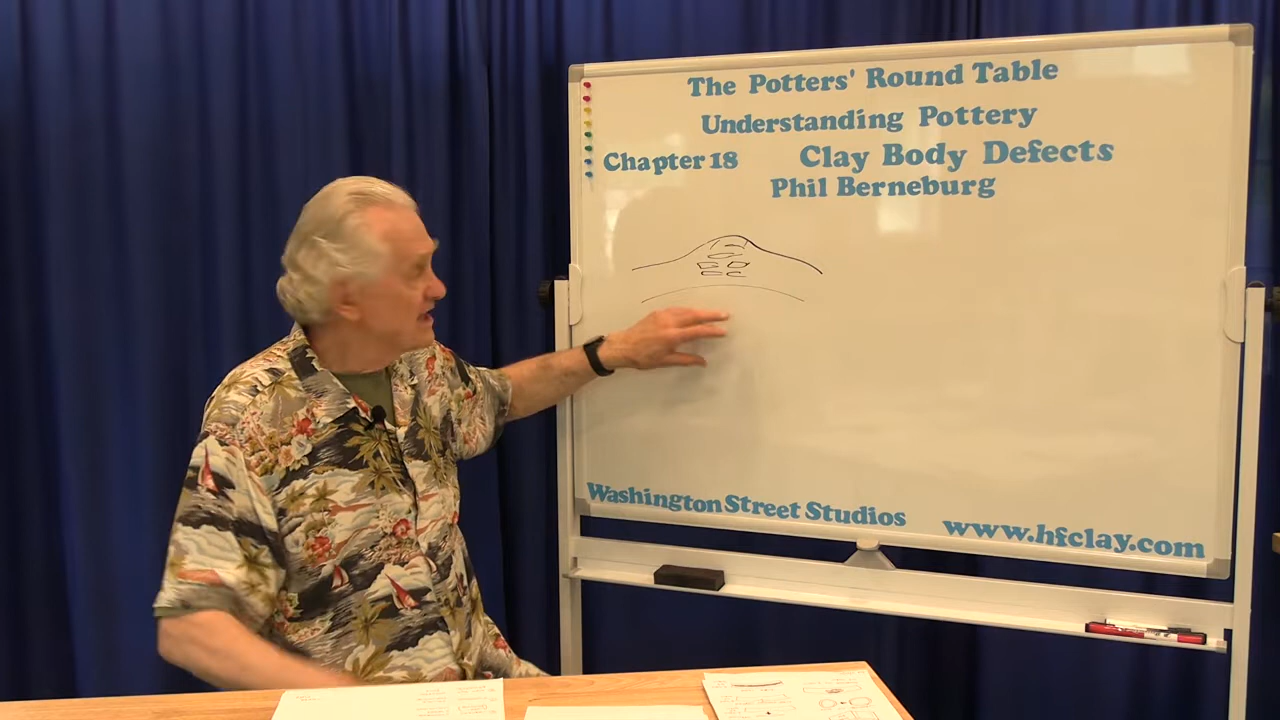 The Potters' Round Table
Understanding Pottery
Chapter 18 Clay Body Defects
Phil Berneburg
Washington Street Studios
www.hfclay.com